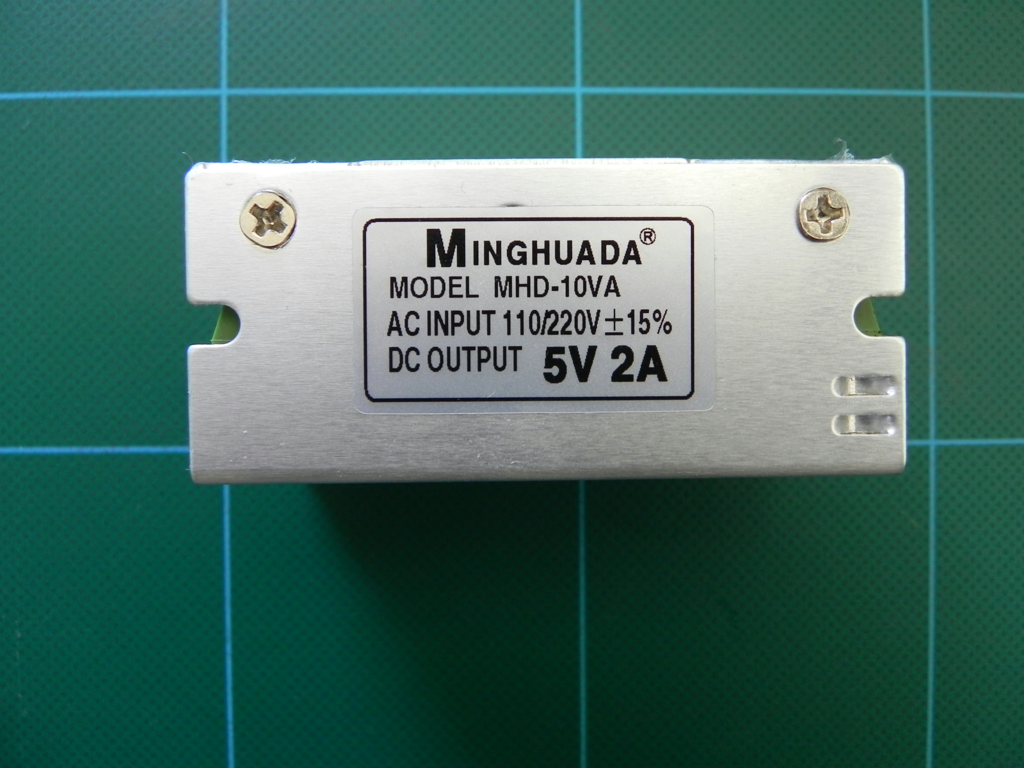 MINGHUADA®
MODEL MHD-10VA
AC INPUT 110/220V±15%
DC OUTPUT 5V 2A